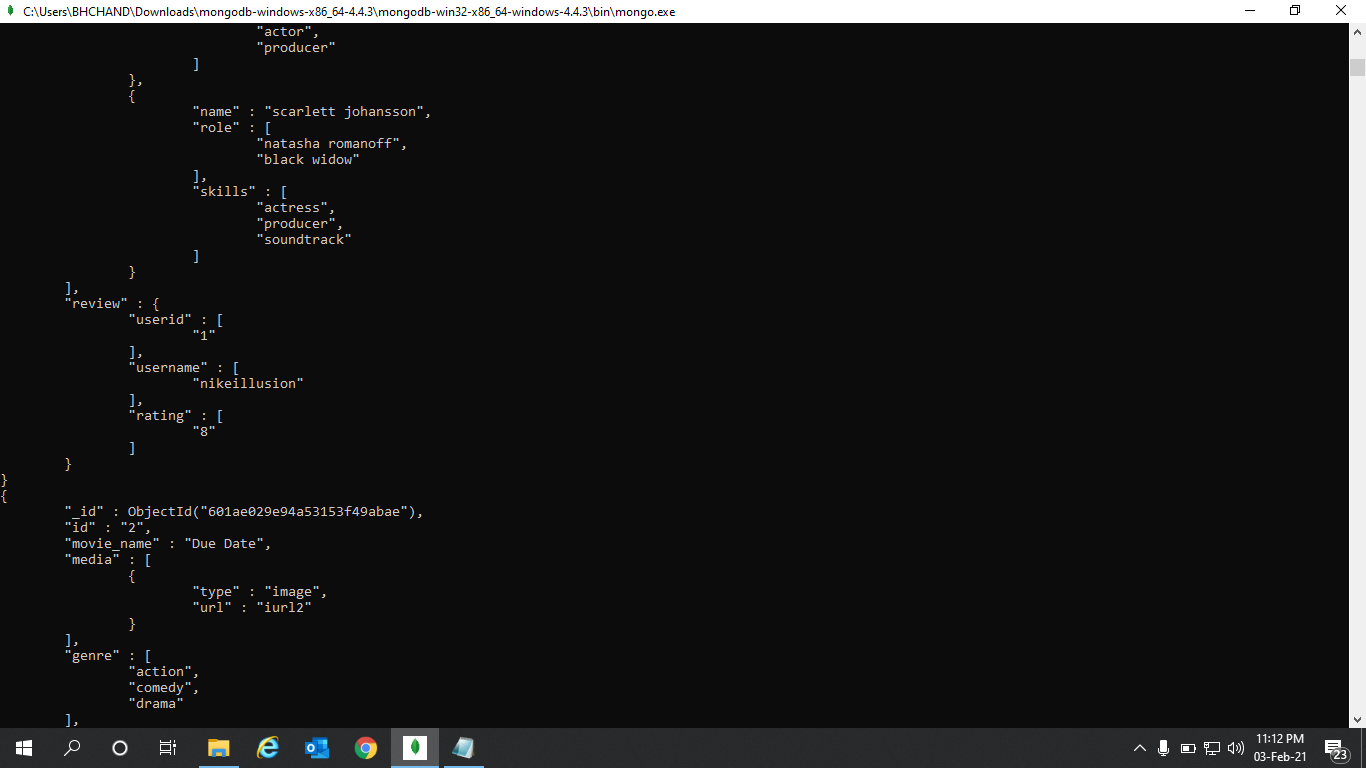 C:\Users\BHCHAND\Downloads\mongodb-windows-x86_64-4.4.3\mongodb-win32-x86_64-windows-4.4.3\bin\mongo.exe
"actor",
"producer"
]
},
{
"name" : "scarlett johansson",
"role" : [
"natasha romanoff",
"black widow"
],
"skills" : [
"actress",
"producer",
"soundtrack"
]
}
],
"review" : {
"userid" : [
"1"
],
"username" : [
"nikeillusion"
],
"rating" : [
"8"
]
}
}
{
"_id" : ObjectId("601ae029e94a53153f49abae"),
"id" : "2",
"movie_name" : "Due Date",
"media" : [
{
"type" : "image",
"url" : "iurl2"
}
],
"genre" : [
"action",
"comedy",
"drama"
],
11:12 PM
03-Feb-21
23